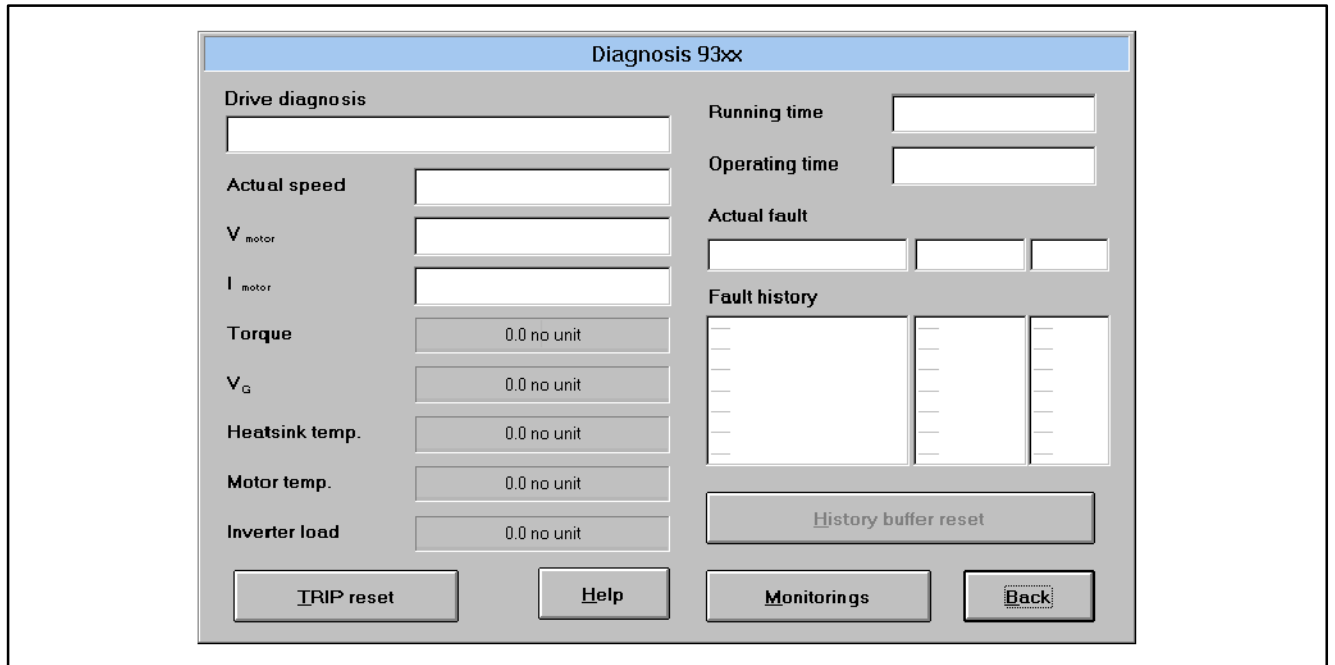 Diagnosis 93xx
Drive diagnosis
Actual speed
V motor
I motor
Torque 0.0 no unit
VG 0.0 no unit
Heatsink temp. 0.0 no unit
Motor temp. 0.0 no unit
Inverter load 0.0 no unit
Running time
Operating time
Actual fault
Fault history
History buffer reset
TRIP reset Help Monitorings Back